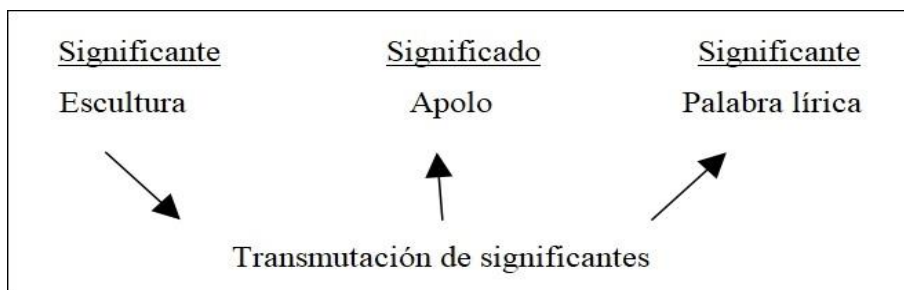 Significante Significado Significante
Escultura Apolo Palabra lírica
Transmutación de significantes